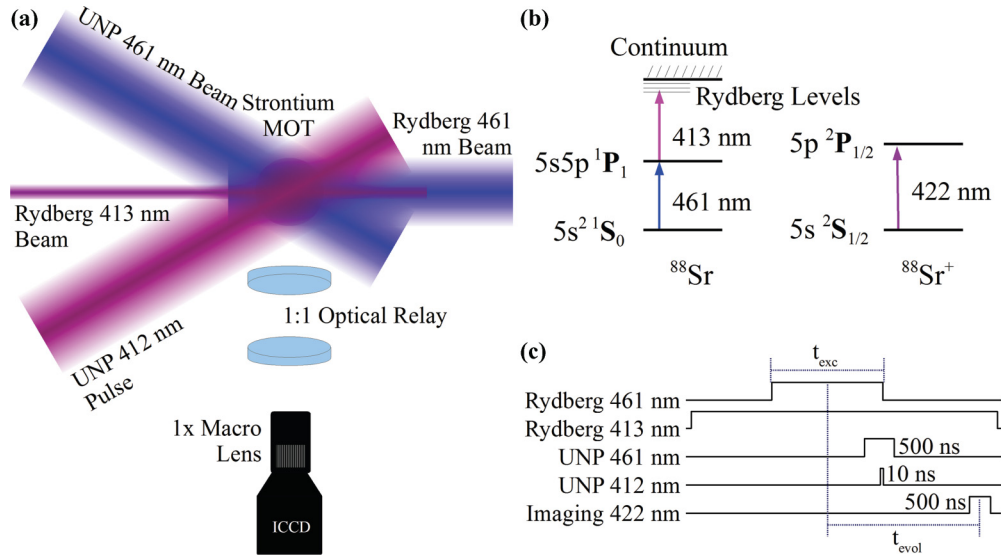 (a)
UNP 461 nm Beam
Strontium
MOT
Rydberg 461
nm Beam
Rydberg 413 nm
Beam
UNP 412 nm
Pulse
1:1 Optical Relay
1x Macro
Lens
ICCD
(b)
Continuum
Rydberg Levels
413 nm
5s5p ¹P₁
461 nm
5s² ¹S₀
⁸⁸Sr
5p ²P₁/₂
422 nm
5s ²S₁/₂
⁸⁸Sr⁺
(c)
t_exc
Rydberg 461 nm
Rydberg 413 nm
UNP 461 nm
500 ns
UNP 412 nm
10 ns
Imaging 422 nm
500 ns
t_evol